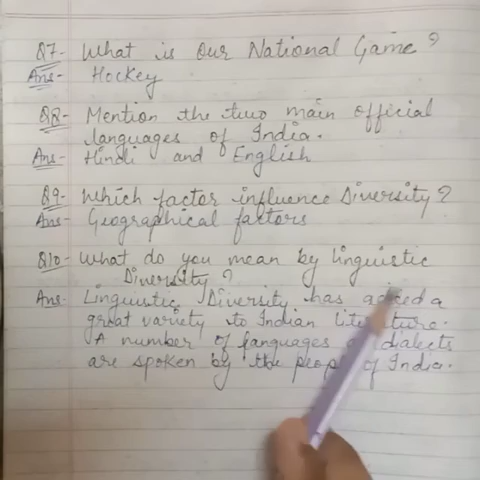 Q7- What is our National Game?
Ans- Hockey
Q8- Mention the two main official
languages of India.
Ans- Hindi and English
Q9- Which factor influence Diversity?
Ans- Geographical factors
Q10- What do you mean by linguistic
Diversity?
Ans- Linguistic Diversity has added a
great variety to Indian literature.
A number of languages dialects
are spoken by the people of India.